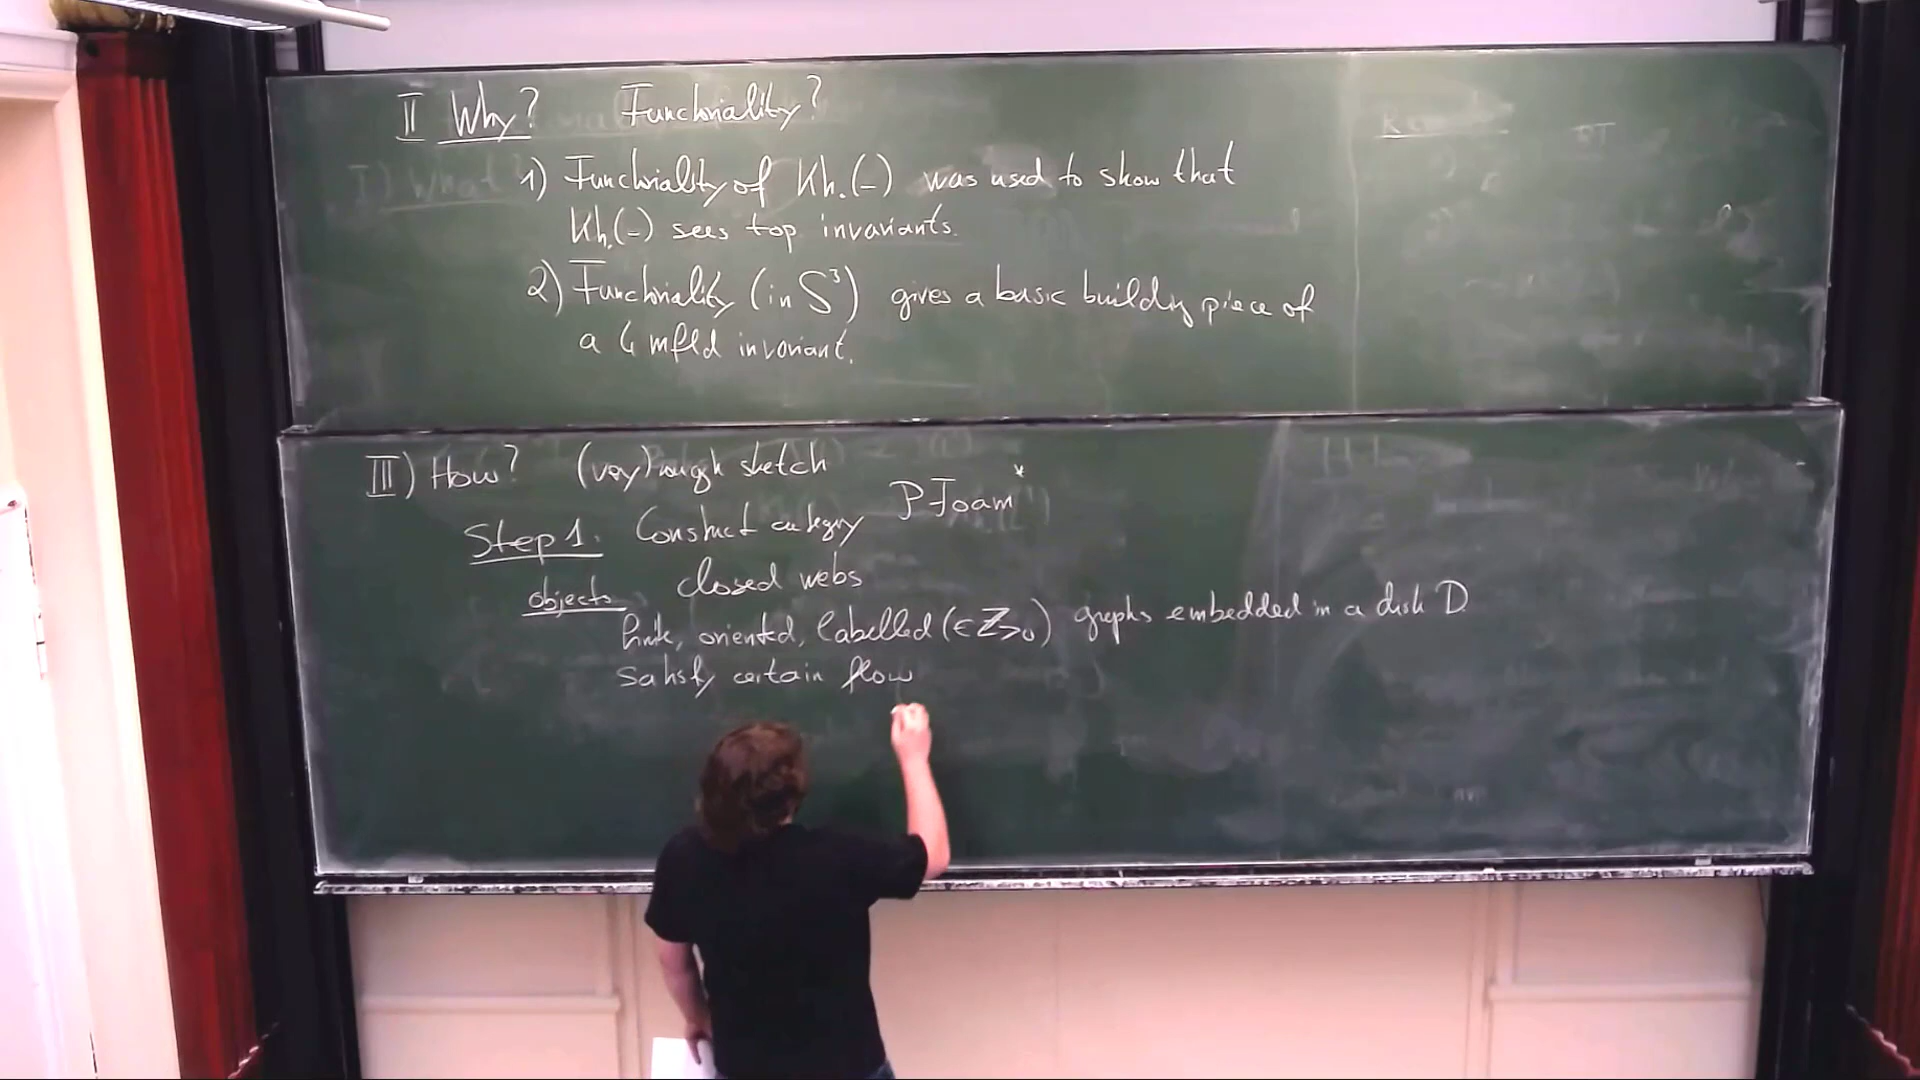 II Why? Functoriality?
1) Functoriality of Kh.(-) was used to show that
Kh.(-) sees top invariants.
2) Functoriality (in S³) gives a basic building piece of
a 4 mfld invariant.
III) How? (very) rough sketch
Step 1. Construct category PFoam*
objects closed webs
finite, oriented, labelled (∈ ℤ>0) graphs embedded in a disk D
satisfy certain flow